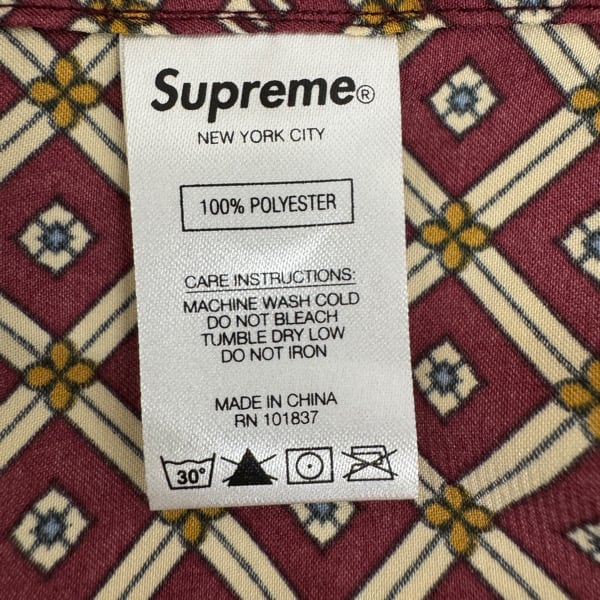 Supreme®
NEW YORK CITY
100% POLYESTER
CARE INSTRUCTIONS:
MACHINE WASH COLD
DO NOT BLEACH
TUMBLE DRY LOW
DO NOT IRON
MADE IN CHINA
RN 101837
30°